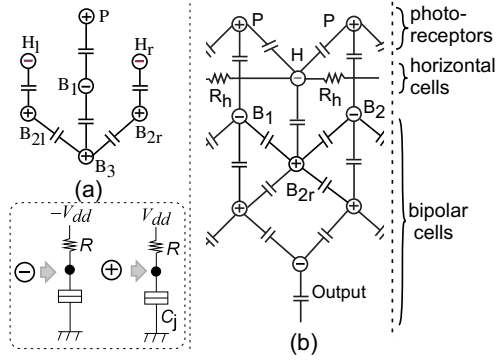 P
H_l
H_r
B_1
B_2l
B_2r
B_3
(a)
−V_dd
R
⊖
V_dd
R
⊕
C_j
P
P
H
R_h
R_h
B_1
B_2
B_2r
Output
(b)
photo-
receptors
horizontal
cells
bipolar
cells